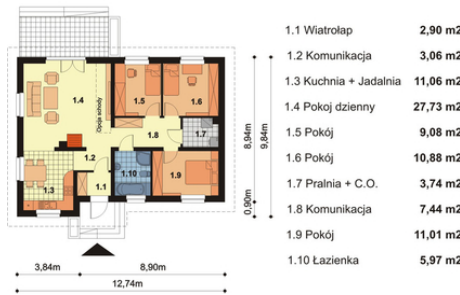 1.1 Wiatrołap 2,90 m2
1.2 Komunikacja 3,06 m2
1.3 Kuchnia + Jadalnia 11,06 m2
1.4 Pokoj dzienny 27,73 m2
1.5 Pokój 9,08 m2
1.6 Pokój 10,88 m2
1.7 Pralnia + C.O. 3,74 m2
1.8 Komunikacja 7,44 m2
1.9 Pokój 11,01 m2
1.10 Łazienka 5,97 m2
1.4
Opcja schody
1.5
1.6
1.8
1.7
1.2
1.3
1.1
1.10
1.9
8,94m
9,84m
0,90m
3,84m
8,90m
12,74m